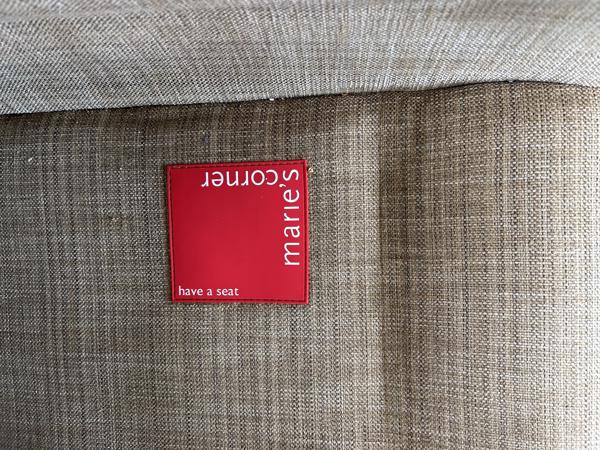 marie's
corner
have a seat